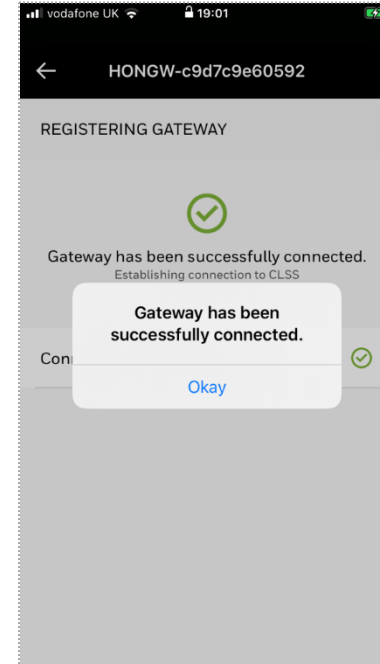 vodafone UK 19:01
HONGW-c9d7c9e60592
REGISTERING GATEWAY
Gateway has been successfully connected.
Establishing connection to CLSS
Gateway has been
successfully connected.
Con
Okay